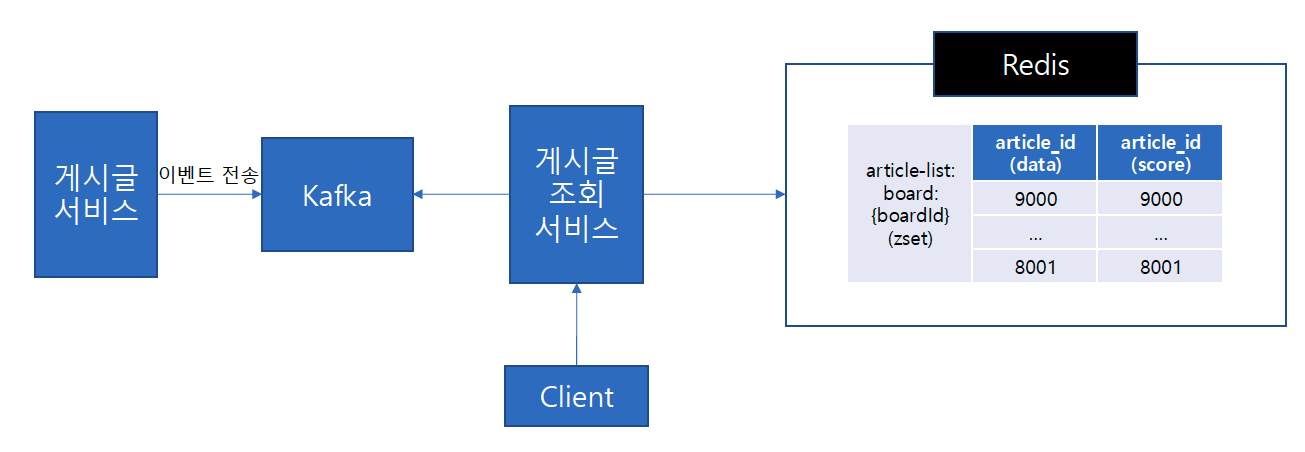 게시글
서비스
이벤트 전송
Kafka
게시글
조회
서비스
Client
Redis
article-list:
board:
{boardId}
(zset)
article_id
(data)
article_id
(score)
9000
9000
...
...
8001
8001